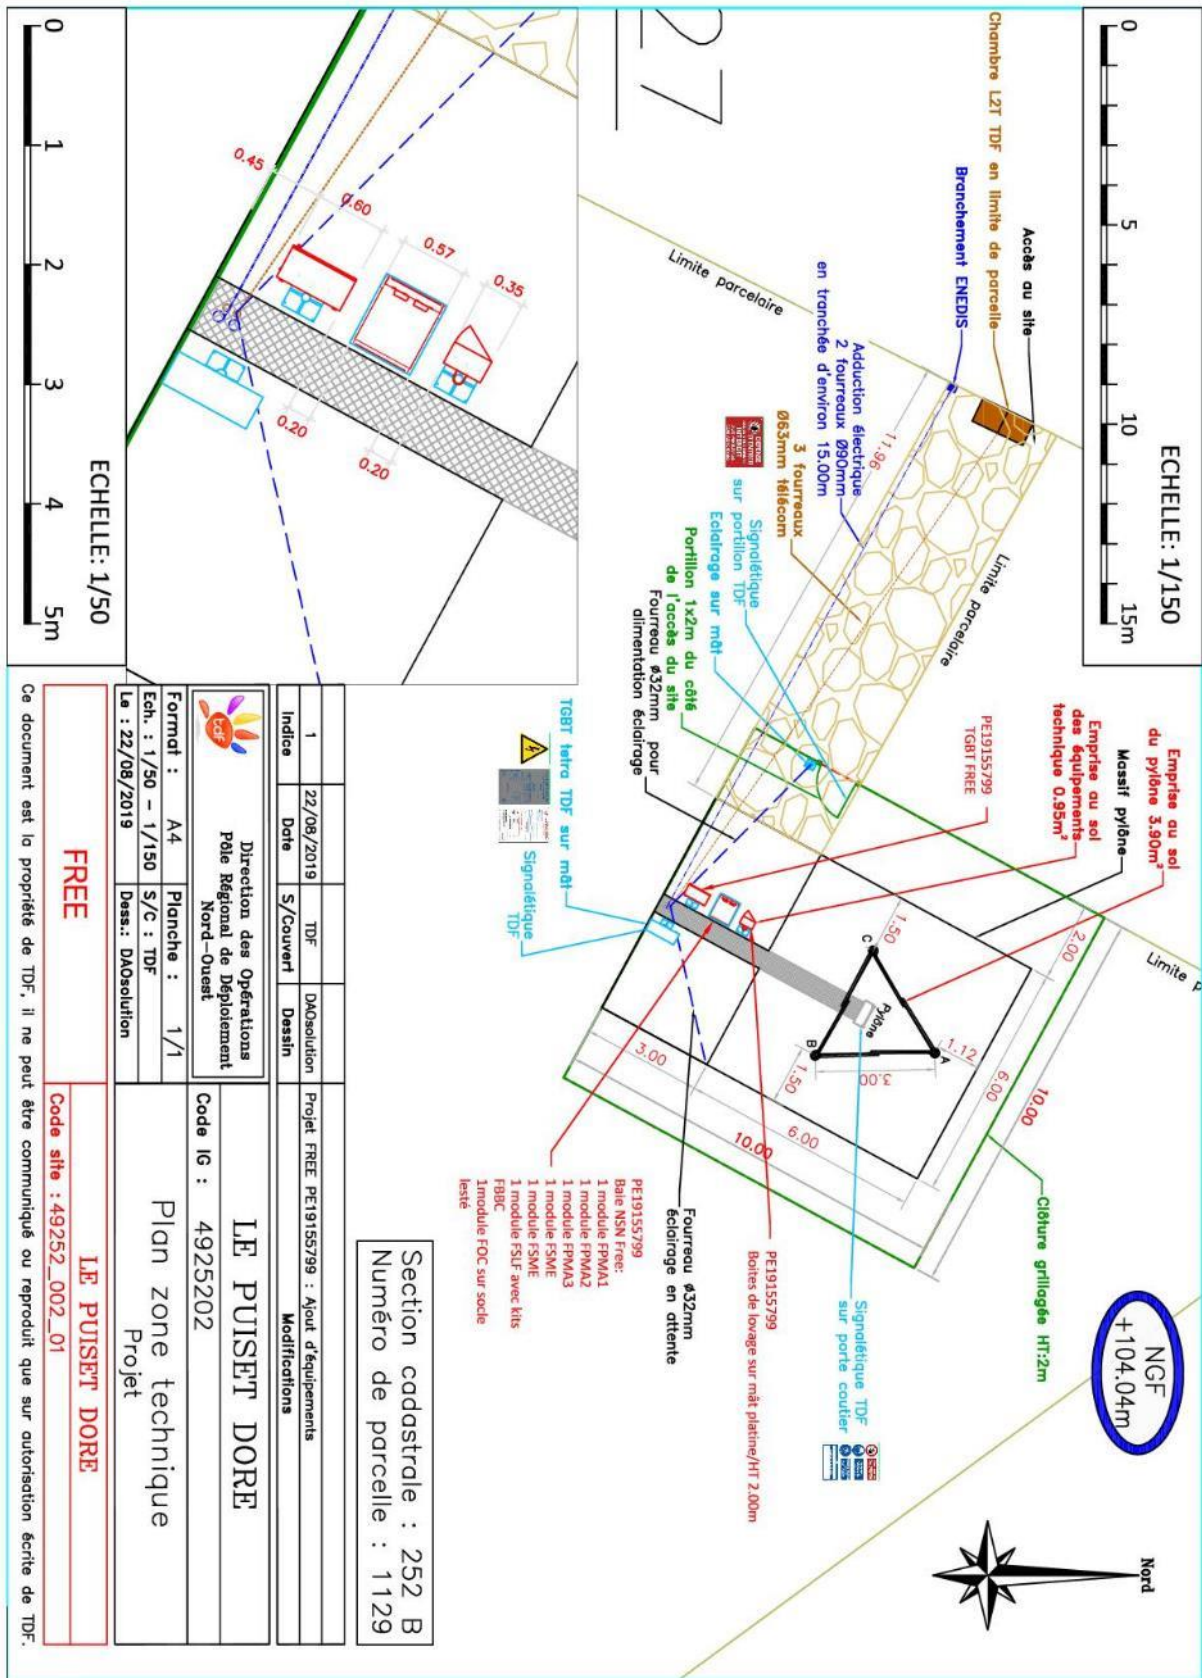 0 5 10 15m
ECHELLE: 1/150
Accès au site
Chambre L2T TDF en limite de parcelle
Branchement ENEDIS
Limite parcelaire
Limite parcelaire
Limite p
Adduction électrique
2 fourreaux Ø90mm
en tranchée d'environ 15.00m
11.96
3 fourreaux
Ø63mm télécom
Signalétique
sur portillon TDF
Eclairage sur mât
Portillon 1x2m du côté
de l'accès du site
Fourreau ø32mm pour
alimentation éclairage
Emprise au sol
du pylône 3.90m²
Massif pylône
Emprise au sol
des équipements
technique 0.95m²
PE19155799
TGBT FREE
TGBT tetra TDF sur mât
Signalétique
TDF
Pylône
A
B
C
1.50
2.00
1.12
3.00
1.50
6.00
10.00
3.00
6.00
10.00
Clôture grillagée HT:2m
NGF
+104.04m
Nord
Signalétique TDF
sur porte coutier
PE19155799
Boites de lovage sur mât platine/HT 2.00m
Fourreau ø32mm
éclairage en attente
PE19155799
Baie NSN Free:
1 module FPMA1
1 module FPMA2
1 module FPMA3
1 module FSME
1 module FSME
1 module FSLF avec kits
FBBC
1module FOC sur socle
lesté
0.45
0.60
0.57
0.35
0.20
0.20
0 1 2 3 4 5m
ECHELLE: 1/50
Section cadastrale : 252 B
Numéro de parcelle : 1129
1 22/08/2019 TDF DAOsolution Projet FREE PE19155799 : Ajout d'équipements
Indice Date S/Couvert Dessin Modifications
tdf
Direction des Opérations
Pôle Régional de Déploiement
Nord-Ouest
LE PUISET DORE
Code IG : 4925202
Format : A4 Planche : 1/1
Ech. : 1/50 - 1/150 S/c : TDF
Le : 22/08/2019 Dess.: DAOsolution
Plan zone technique
Projet
FREE
LE PUISET DORE
Code site : 49252_002_01
Ce document est la propriété de TDF, il ne peut être communiqué ou reproduit que sur autorisation écrite de TDF.